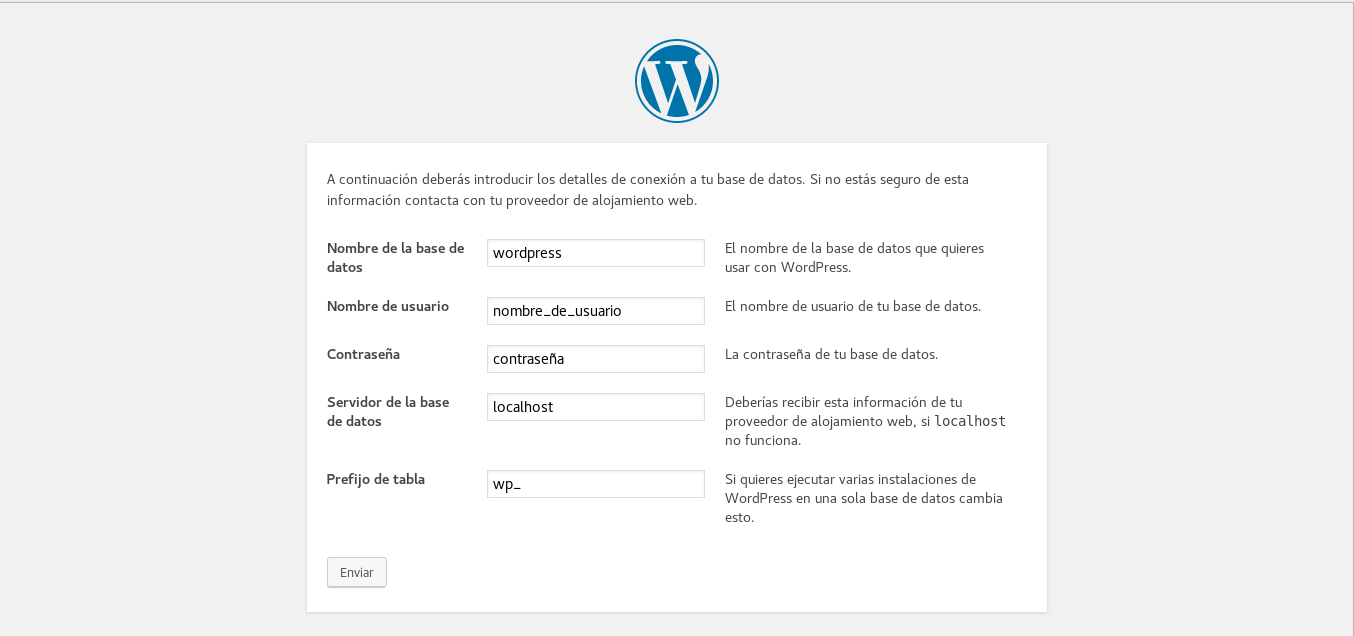 A continuación deberás introducir los detalles de conexión a tu base de datos. Si no estás seguro de esta
información contacta con tu proveedor de alojamiento web.
Nombre de la base de
datos
wordpress
El nombre de la base de datos que quieres
usar con WordPress.
Nombre de usuario
nombre_de_usuario
El nombre de usuario de tu base de datos.
Contraseña
contraseña
La contraseña de tu base de datos.
Servidor de la base
de datos
localhost
Deberías recibir esta información de tu
proveedor de alojamiento web, si localhost
no funciona.
Prefijo de tabla
wp_
Si quieres ejecutar varias instalaciones de
WordPress en una sola base de datos cambia
esto.
Enviar